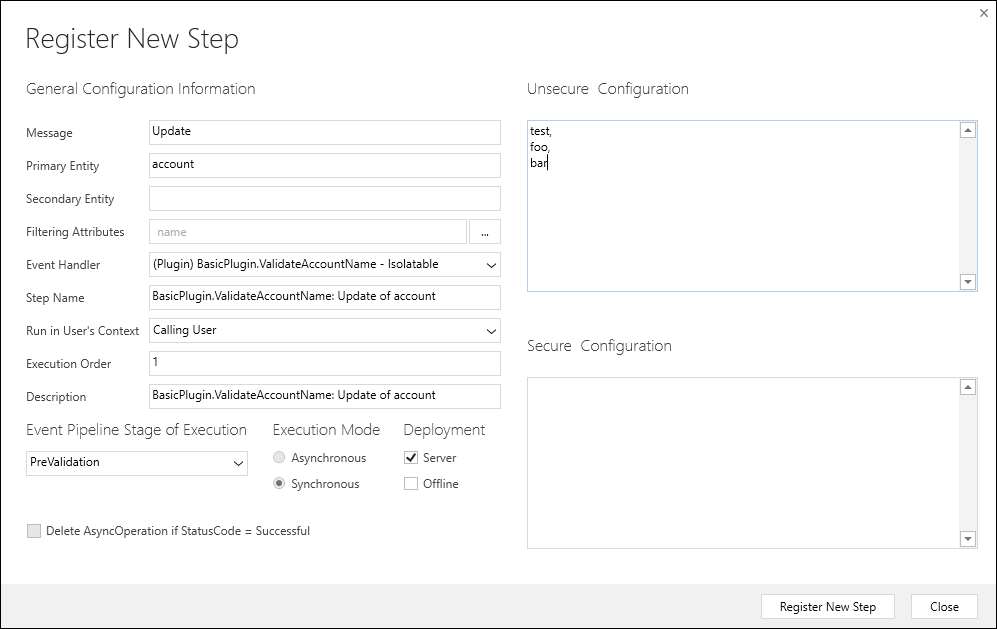 Register New Step
General Configuration Information
Message Update
Primary Entity account
Secondary Entity
Filtering Attributes name ...
Event Handler (Plugin) BasicPlugin.ValidateAccountName - Isolatable
Step Name BasicPlugin.ValidateAccountName: Update of account
Run in User's Context Calling User
Execution Order 1
Description BasicPlugin.ValidateAccountName: Update of account
Event Pipeline Stage of Execution
PreValidation
Execution Mode
Asynchronous
Synchronous
Deployment
Server
Offline
Delete AsyncOperation if StatusCode = Successful
Unsecure Configuration
test,
foo,
bar
Secure Configuration
Register New Step
Close